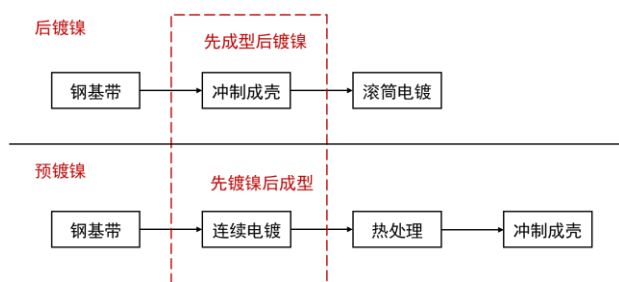 后镀镍
先成型后镀镍
钢基带
冲制成壳
滚筒电镀
预镀镍
先镀镍后成型
钢基带
连续电镀
热处理
冲制成壳